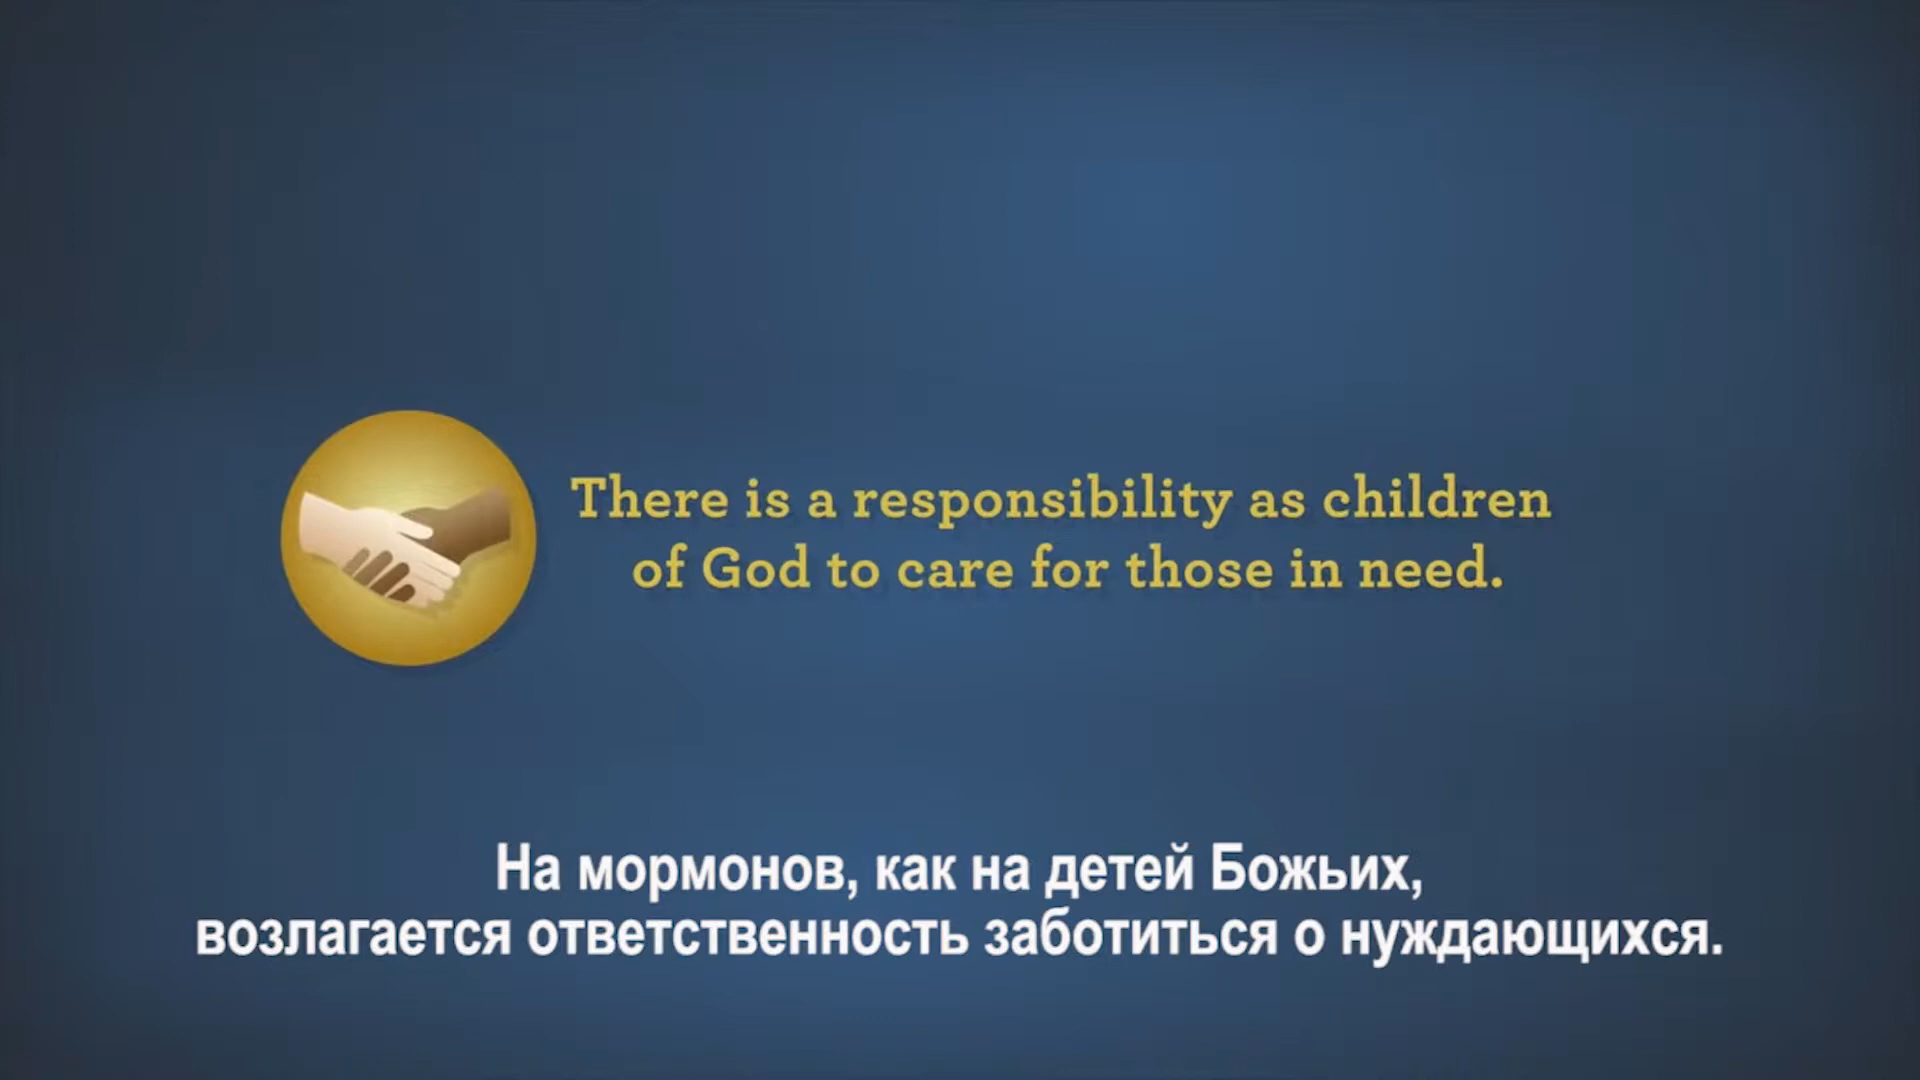 There is a responsibility as children
of God to care for those in need.
На мормонов, как на детей Божьих,
возлагается ответственность заботиться о нуждающихся.